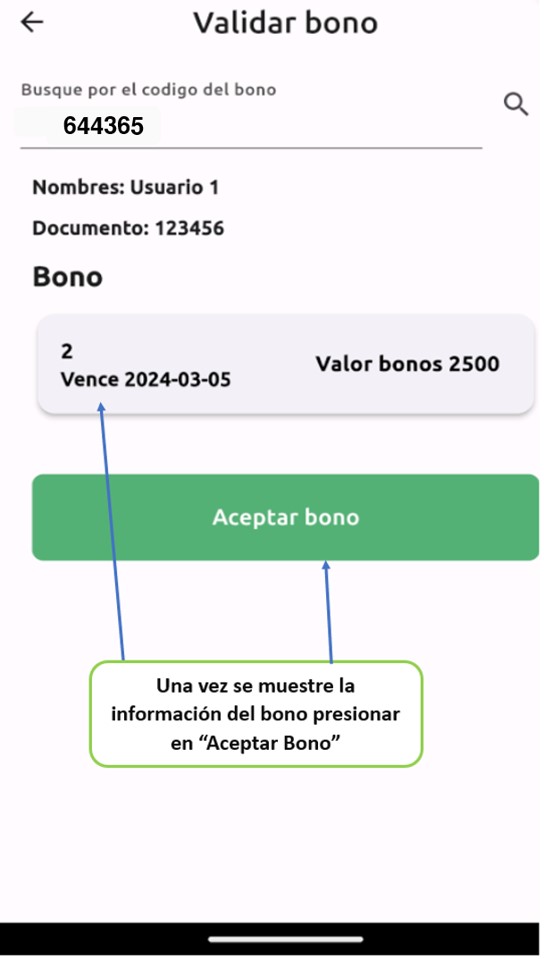 Validar bono
Busque por el codigo del bono
644365
Nombres: Usuario 1
Documento: 123456
Bono
2
Vence 2024-03-05
Valor bonos 2500
Aceptar bono
Una vez se muestre la
información del bono presionar
en “Aceptar Bono”